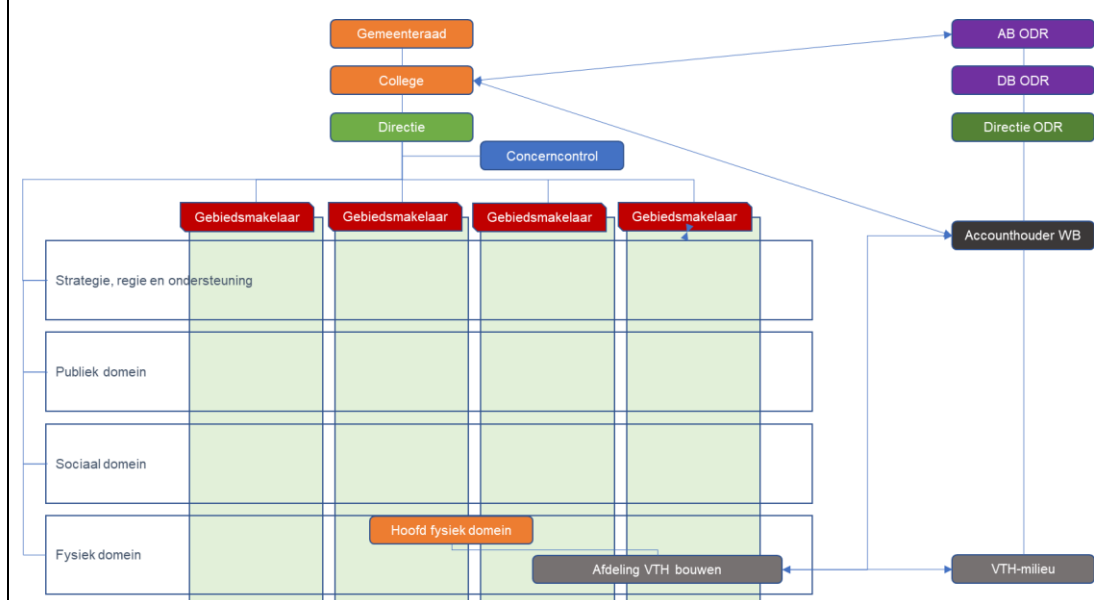 Gemeenteraad
AB ODR
College
DB ODR
Directie
Directie ODR
Concerncontrol
Gebiedsmakelaar
Gebiedsmakelaar
Gebiedsmakelaar
Gebiedsmakelaar
Accounthouder WB
Strategie, regie en ondersteuning
Publiek domein
Sociaal domein
Hoofd fysiek domein
Fysiek domein
Afdeling VTH bouwen
VTH-milieu